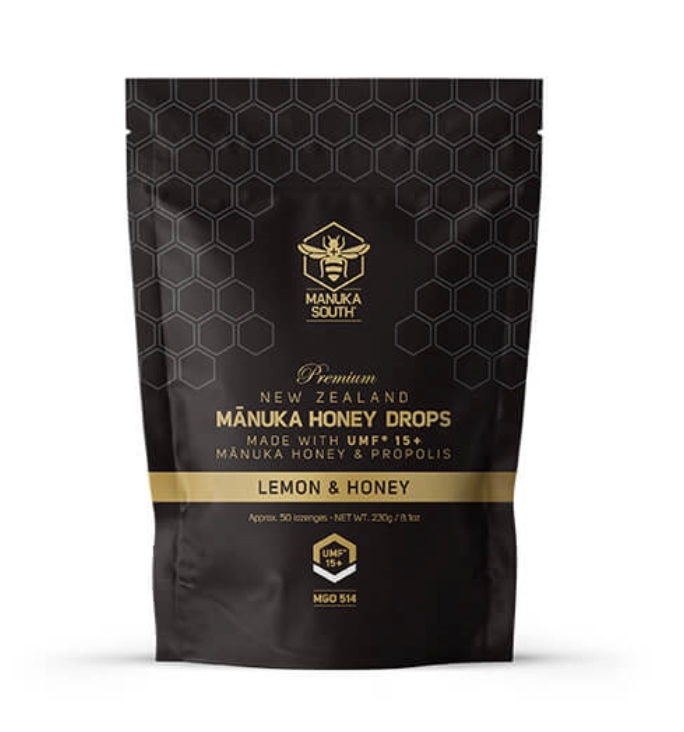 MANUKA
SOUTH
Premium
NEW ZEALAND
MĀNUKA HONEY DROPS
MADE WITH UMF® 15+
MĀNUKA HONEY & PROPOLIS
LEMON & HONEY
Approx. 50 lozenges - NET WT. 230g / 8.1oz
UMF®
15+
MGO 514